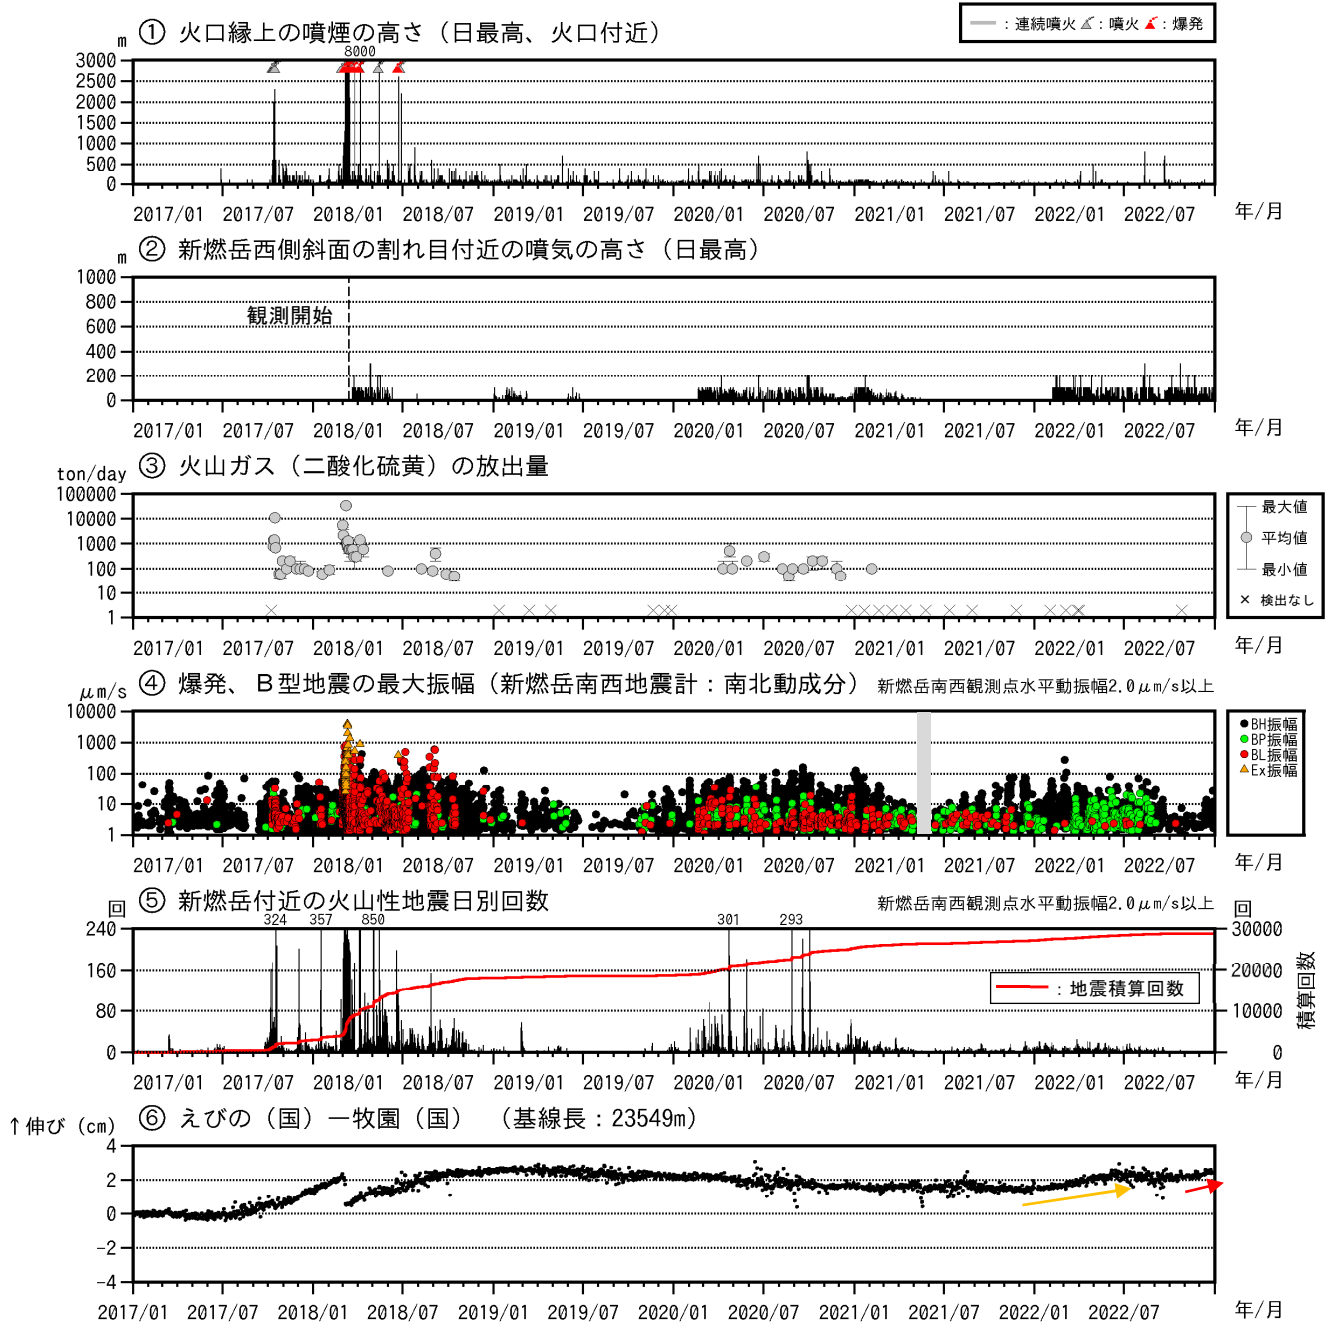 ① 火口縁上の噴煙の高さ（日最高、火口付近）
：連続噴火 ：噴火 ：爆発
m
8000
3000
2500
2000
1500
1000
500
0
2017/01 2017/07 2018/01 2018/07 2019/01 2019/07 2020/01 2020/07 2021/01 2021/07 2022/01 2022/07 年/月
② 新燃岳西側斜面の割れ目付近の噴気の高さ（日最高）
m
1000
800
600
400
200
0
観測開始
2017/01 2017/07 2018/01 2018/07 2019/01 2019/07 2020/01 2020/07 2021/01 2021/07 2022/01 2022/07 年/月
③ 火山ガス（二酸化硫黄）の放出量
ton/day
100000
10000
1000
100
10
1
最大値
平均値
最小値
× 検出なし
2017/01 2017/07 2018/01 2018/07 2019/01 2019/07 2020/01 2020/07 2021/01 2021/07 2022/01 2022/07 年/月
④ 爆発、Ｂ型地震の最大振幅（新燃岳南西地震計：南北動成分） 新燃岳南西観測点水平動振幅2.0μm/s以上
μm/s
10000
1000
100
10
1
BH振幅
BP振幅
BL振幅
Ex振幅
2017/01 2017/07 2018/01 2018/07 2019/01 2019/07 2020/01 2020/07 2021/01 2021/07 2022/01 2022/07 年/月
⑤ 新燃岳付近の火山性地震日別回数 新燃岳南西観測点水平動振幅2.0μm/s以上
回
回
324 357 850 301 293
240
160
80
0
30000
20000
10000
0
積算回数
：地震積算回数
2017/01 2017/07 2018/01 2018/07 2019/01 2019/07 2020/01 2020/07 2021/01 2021/07 2022/01 2022/07 年/月
⑥ えびの（国）一牧園（国） （基線長：23549m）
↑伸び（cm）
4
2
0
-2
-4
2017/01 2017/07 2018/01 2018/07 2019/01 2019/07 2020/01 2020/07 2021/01 2021/07 2022/01 2022/07 年/月